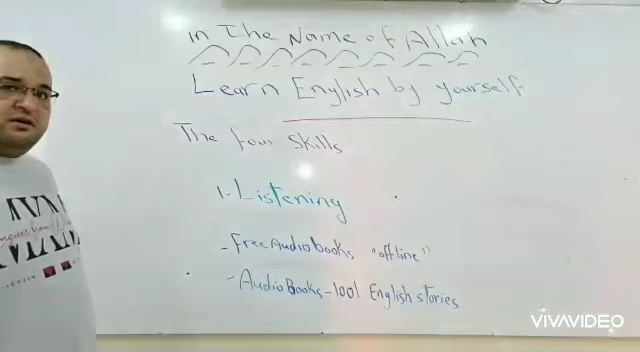 in The Name of Allah
Learn English by yourself
The four skills
1- Listening
- Free Audiobooks "offline"
- AudioBooks - 1001 English stories
VIVAVIDEO